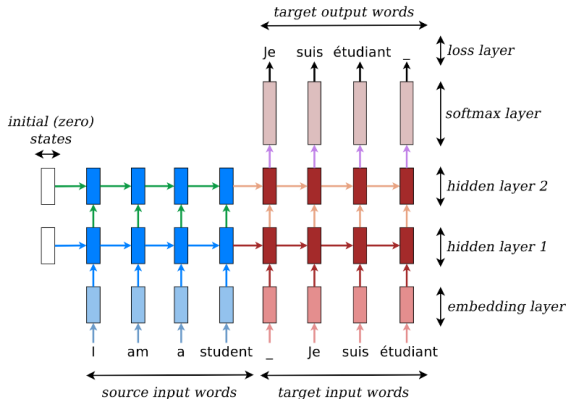 target output words
Je suis étudiant _
loss layer
softmax layer
initial (zero)
states
hidden layer 2
hidden layer 1
embedding layer
I am a student _ Je suis étudiant
source input words target input words